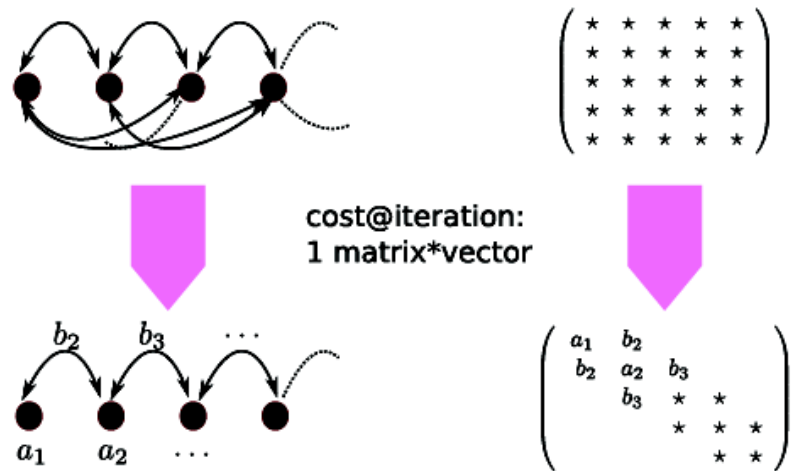 ★ ★ ★ ★ ★
★ ★ ★ ★ ★
★ ★ ★ ★ ★
★ ★ ★ ★ ★
★ ★ ★ ★ ★
cost@iteration:
1 matrix*vector
b₂ b₃ ...
a₁ a₂ ...
a₁ b₂
b₂ a₂ b₃
b₃ ★ ★
★ ★ ★
★ ★